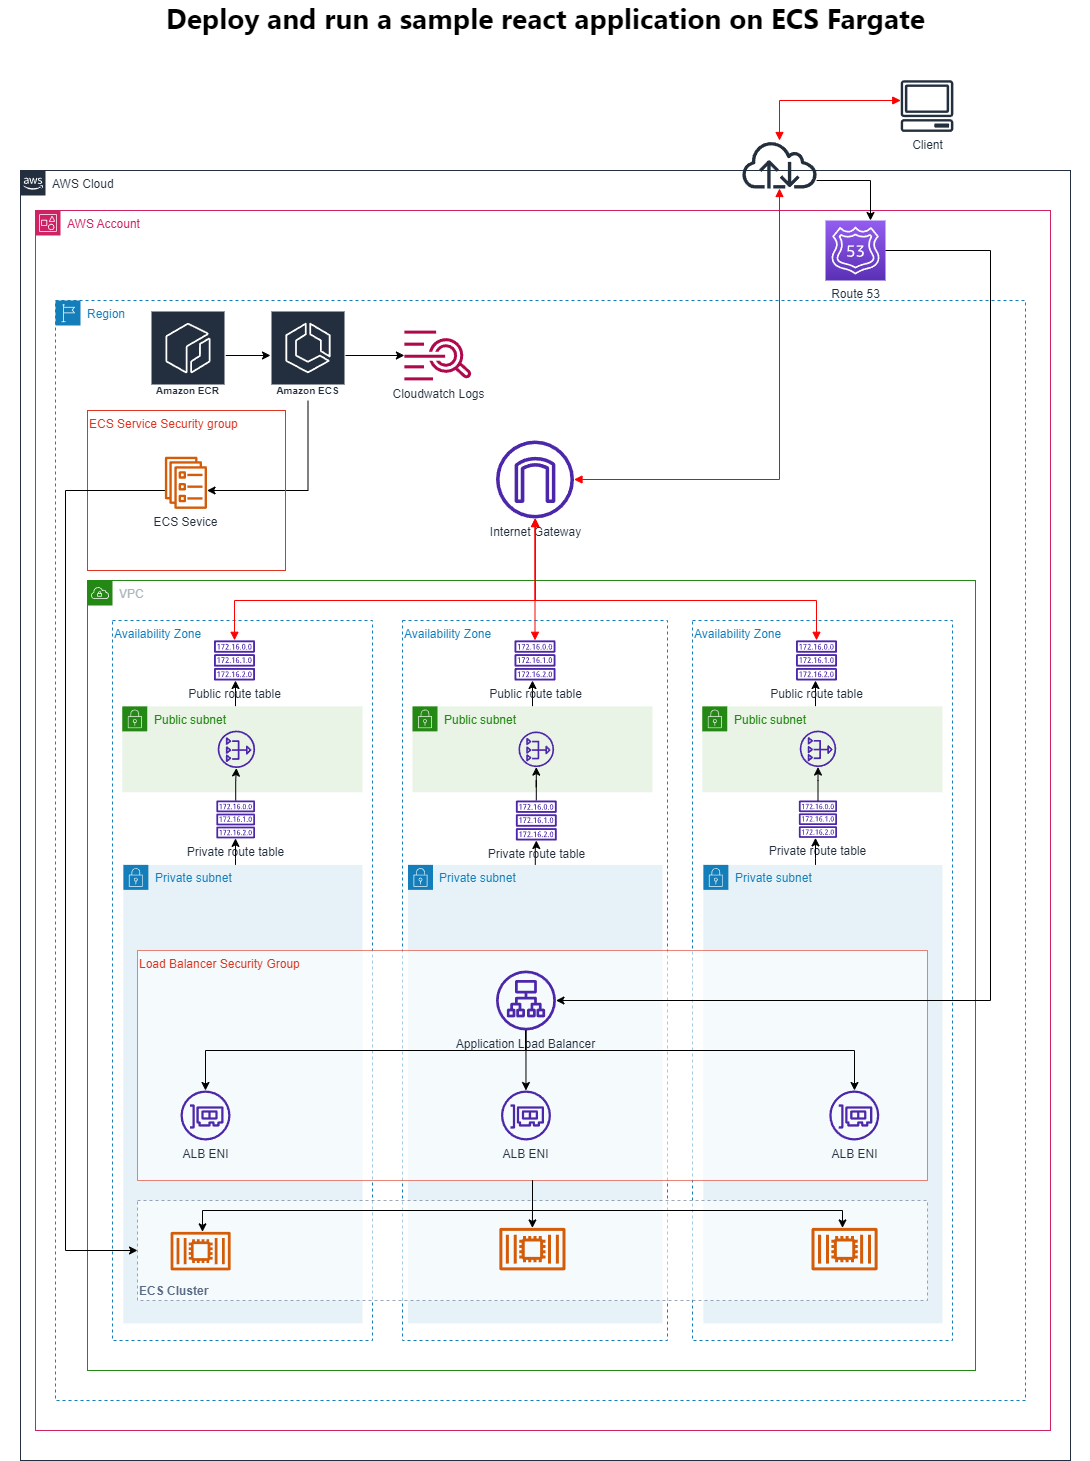 Deploy and run a sample react application on ECS Fargate
Client
aws
AWS Cloud
AWS Account
53
Route 53
Region
Amazon ECR
Amazon ECS
Cloudwatch Logs
ECS Service Security group
ECS Sevice
Internet Gateway
VPC
Availability Zone
Availability Zone
Availability Zone
172.16.0.0
172.16.1.0
172.16.2.0
172.16.0.0
172.16.1.0
172.16.2.0
172.16.0.0
172.16.1.0
172.16.2.0
Public route table
Public route table
Public route table
Public subnet
Public subnet
Public subnet
172.16.0.0
172.16.1.0
172.16.2.0
172.16.0.0
172.16.1.0
172.16.2.0
172.16.0.0
172.16.1.0
172.16.2.0
Private route table
Private route table
Private route table
Private subnet
Private subnet
Private subnet
Load Balancer Security Group
Application Load Balancer
ALB ENI
ALB ENI
ALB ENI
ECS Cluster